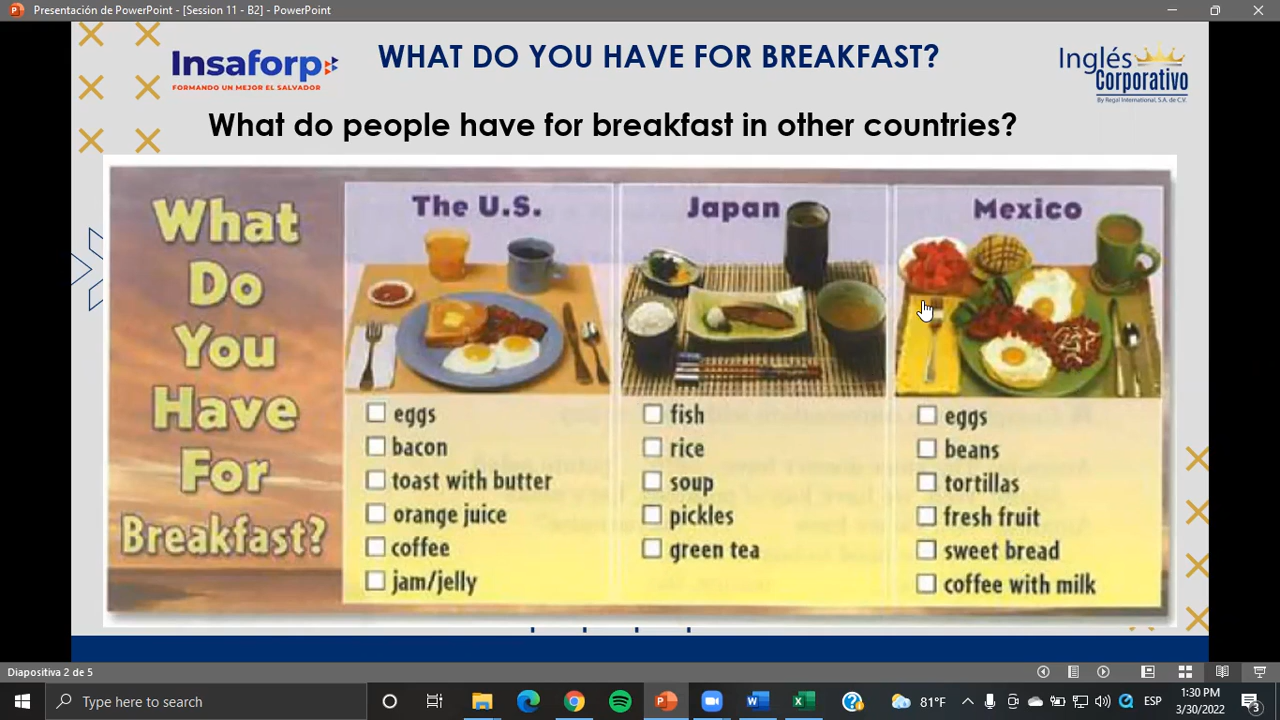 Presentación de PowerPoint - [Session 11 - B2] - PowerPoint
Insaforp
FORMANDO UN MEJOR EL SALVADOR
WHAT DO YOU HAVE FOR BREAKFAST?
Inglés
Corporativo
By Regal International, S.A. de C.V.
What do people have for breakfast in other countries?
What
Do
You
Have
For
Breakfast?
The U.S.
eggs
bacon
toast with butter
orange juice
coffee
jam/jelly
Japan
fish
rice
soup
pickles
green tea
Mexico
eggs
beans
tortillas
fresh fruit
sweet bread
coffee with milk
Diapositiva 2 de 5
Type here to search
81°F
ESP
1:30 PM
3/30/2022
3